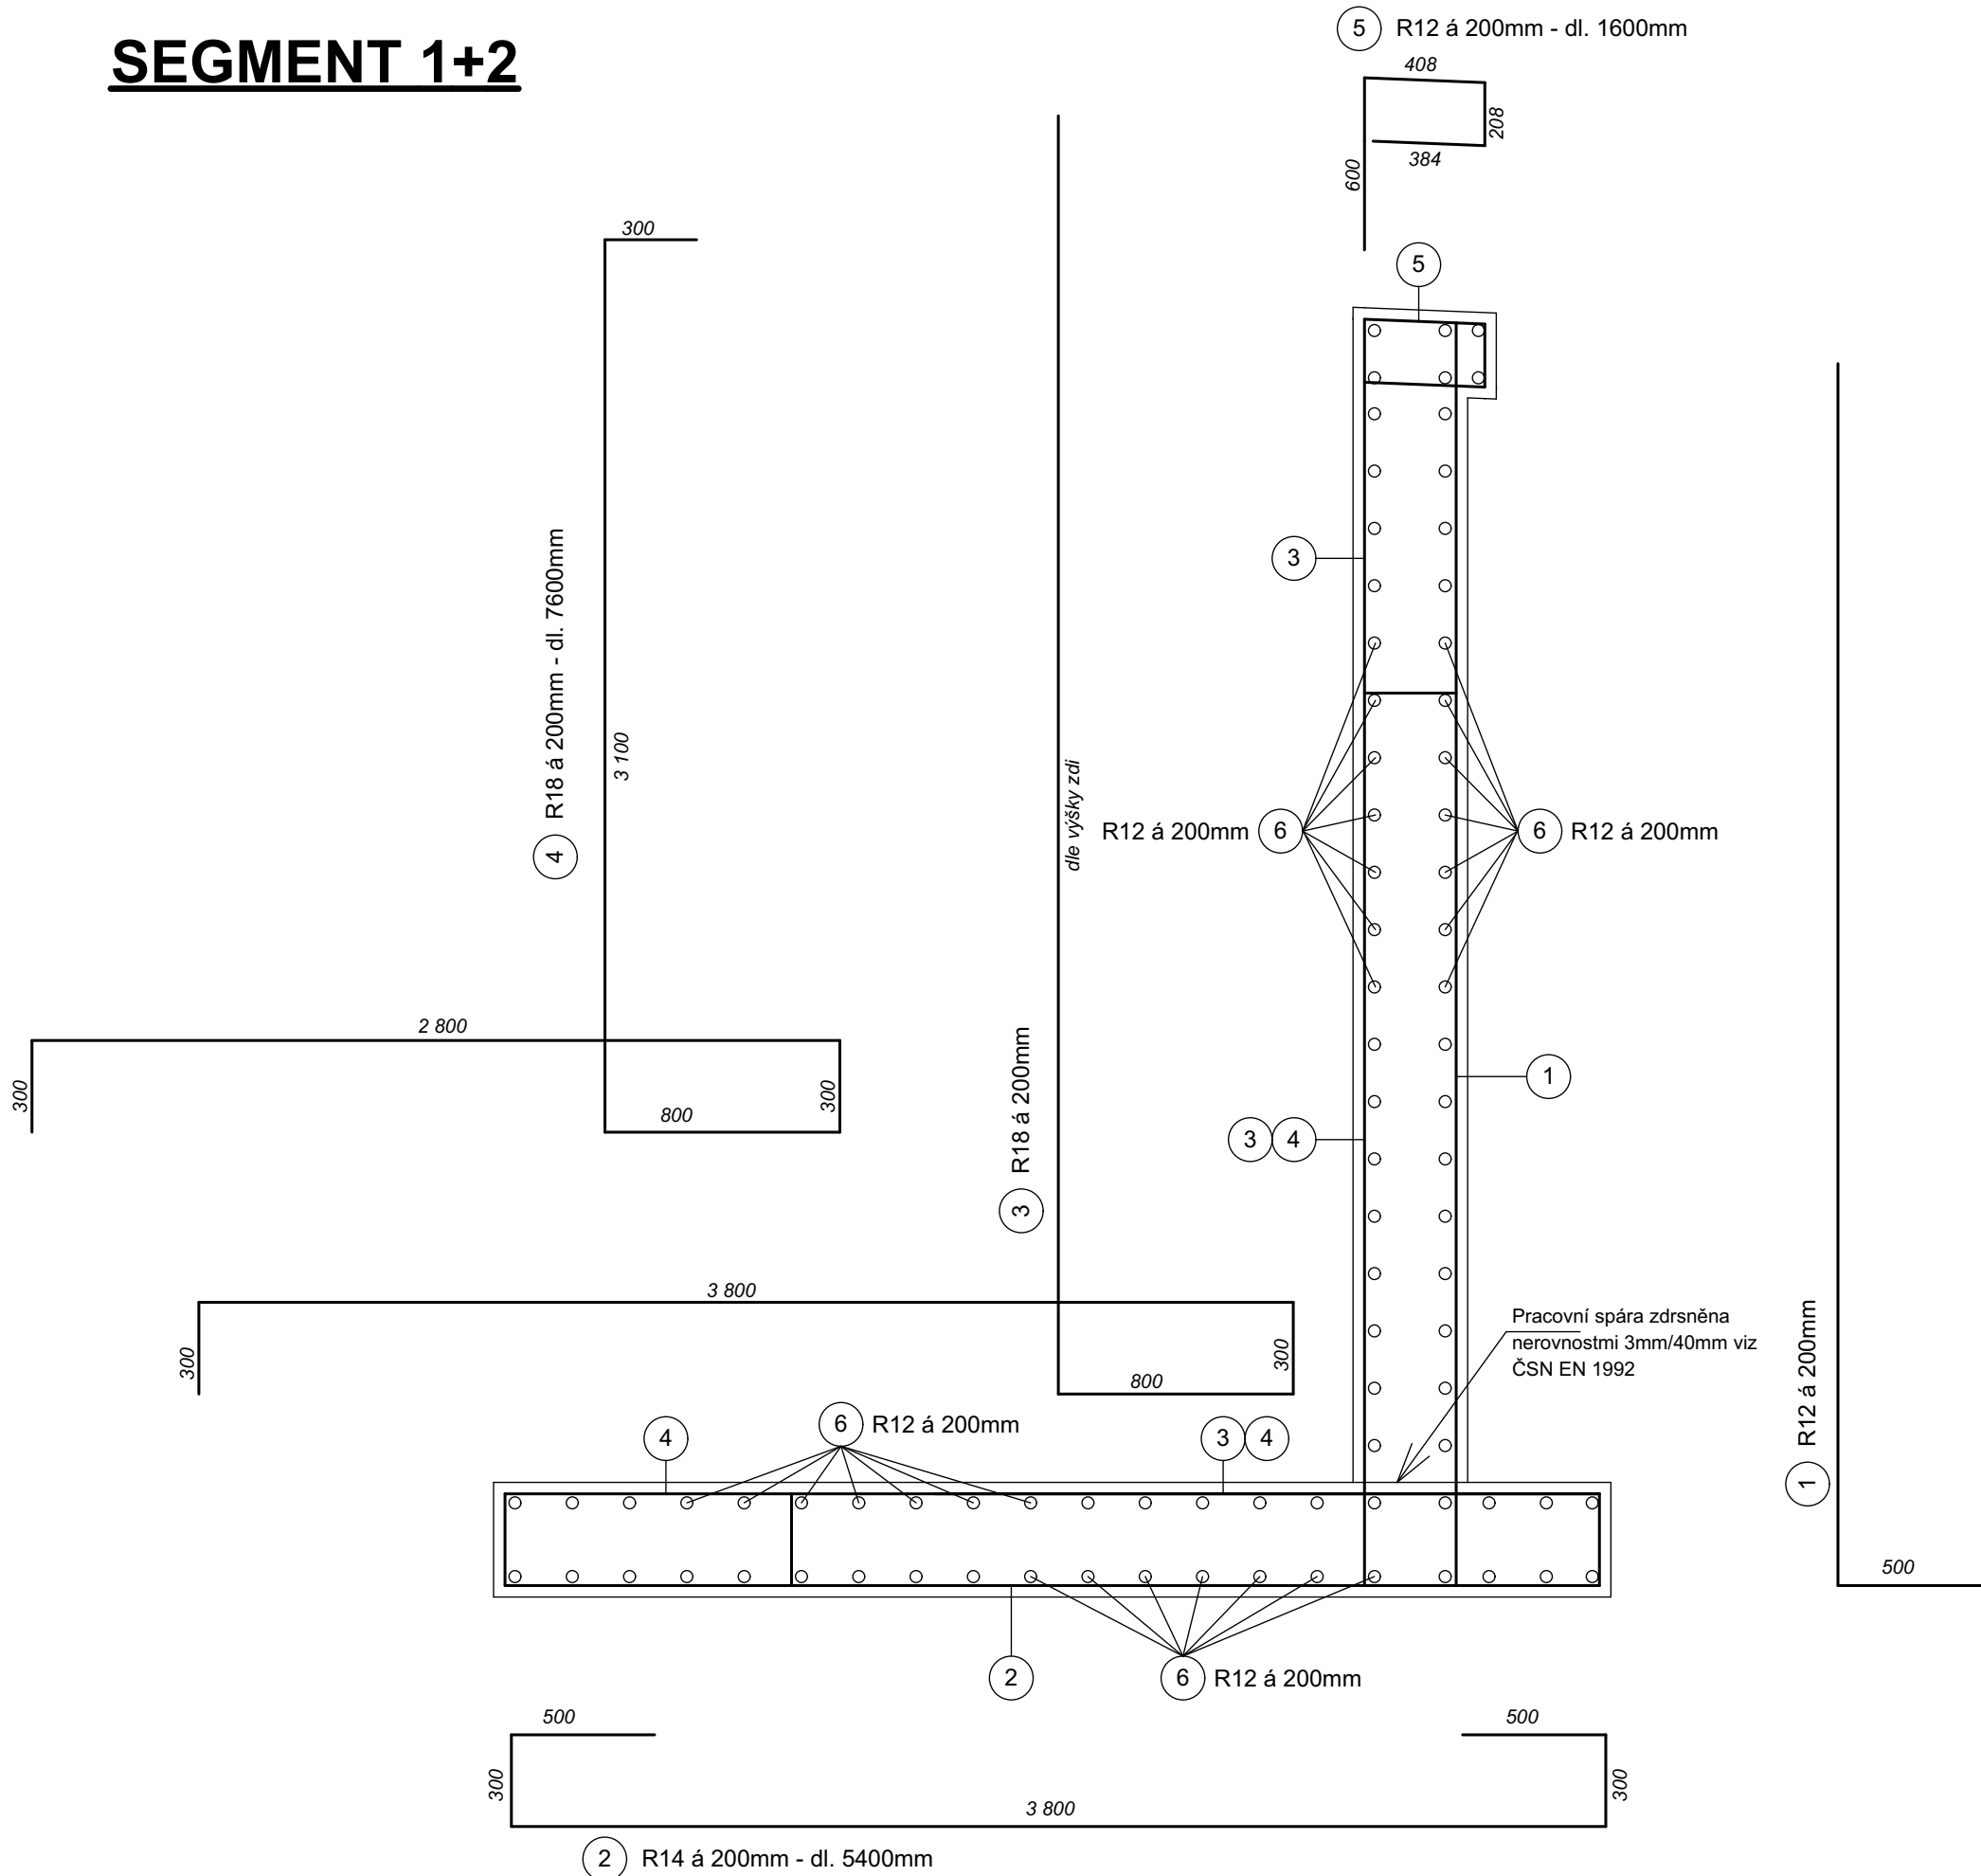 SEGMENT 1+2
5 R12 á 200mm - dl. 1600mm
408
208
384
600
300
5
4 R18 á 200mm - dl. 7600mm
3 100
3
dle výšky zdi
R12 á 200mm 6
6 R12 á 200mm
2 800
300
300
800
1
3 4
3 R18 á 200mm
3 800
300
300
800
Pracovní spára zdrsněna
nerovnostmi 3mm/40mm viz
ČSN EN 1992
1 R12 á 200mm
500
4
6 R12 á 200mm
3 4
2
6 R12 á 200mm
500
500
300
300
3 800
2 R14 á 200mm - dl. 5400mm